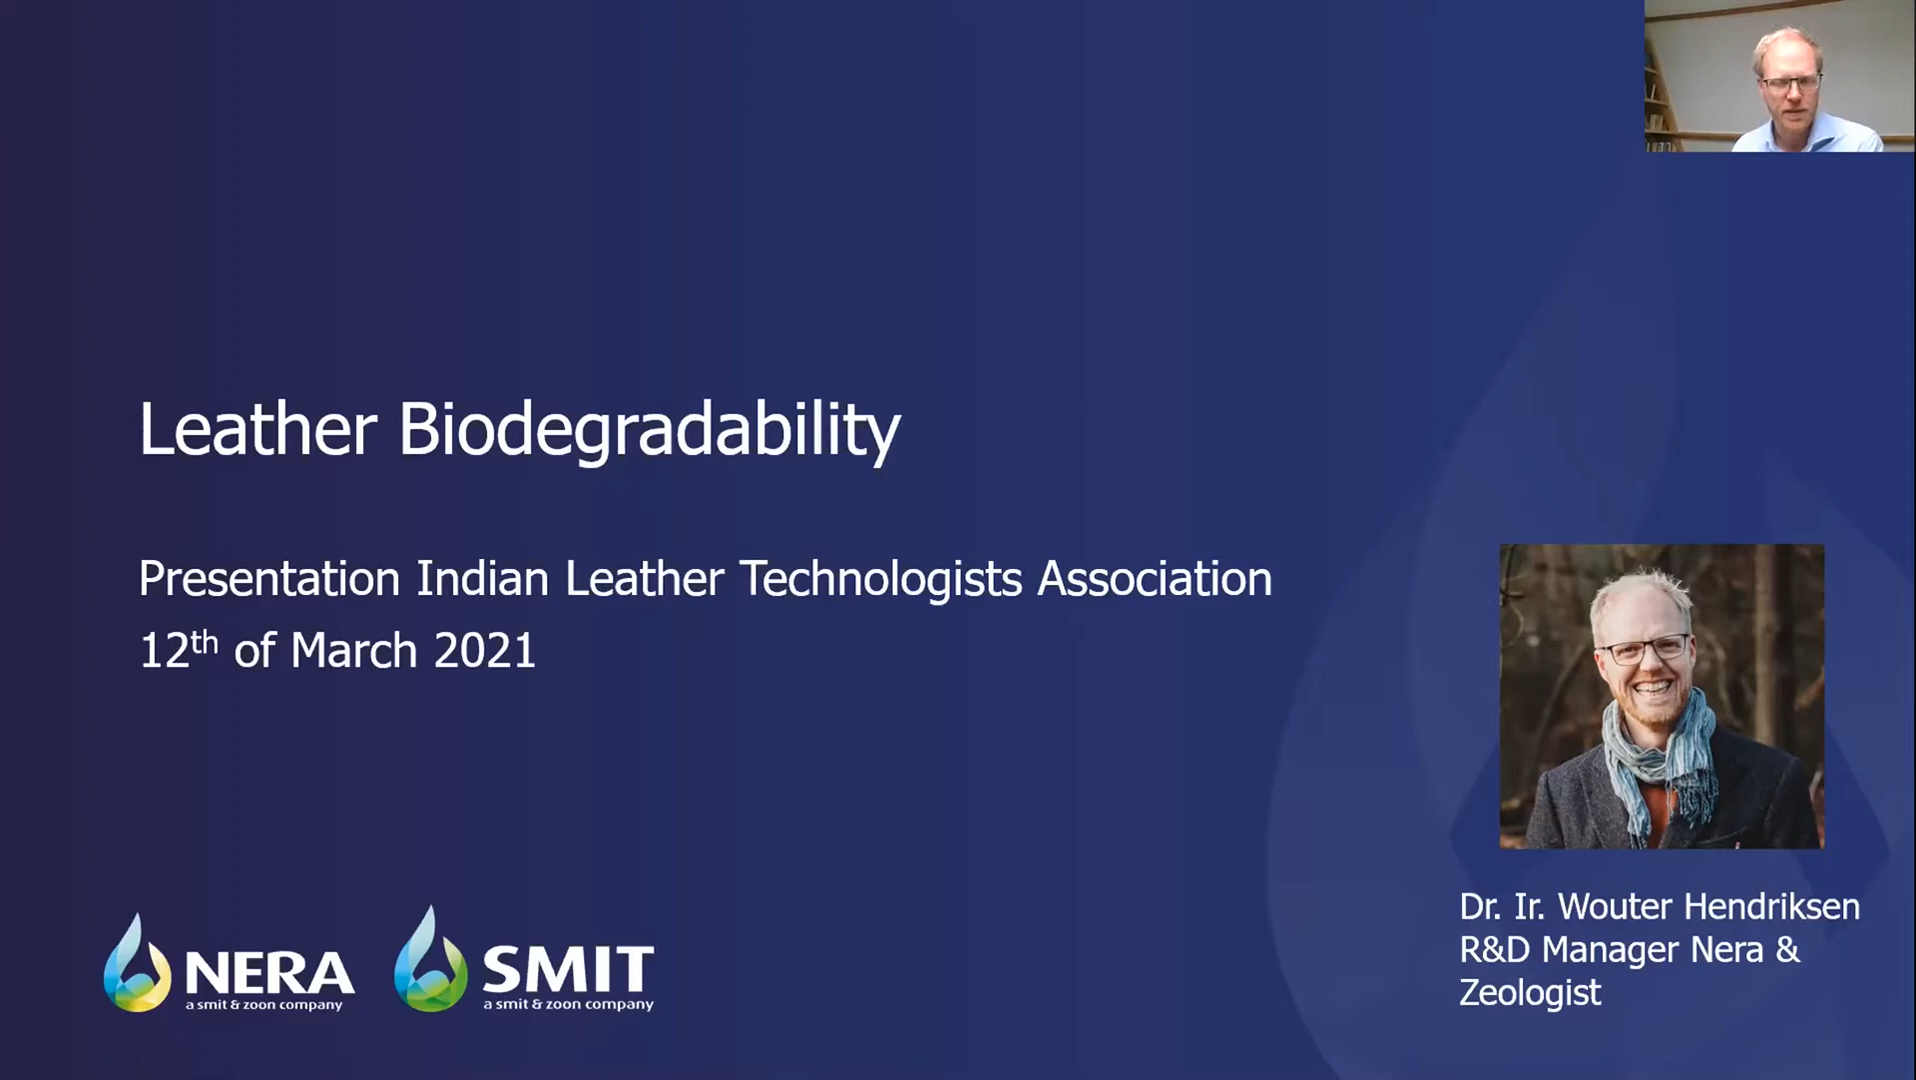 Leather Biodegradability
Presentation Indian Leather Technologists Association
12th of March 2021
NERA
a smit & zoon company
SMIT
a smit & zoon company
Dr. Ir. Wouter Hendriksen
R&D Manager Nera &
Zeologist